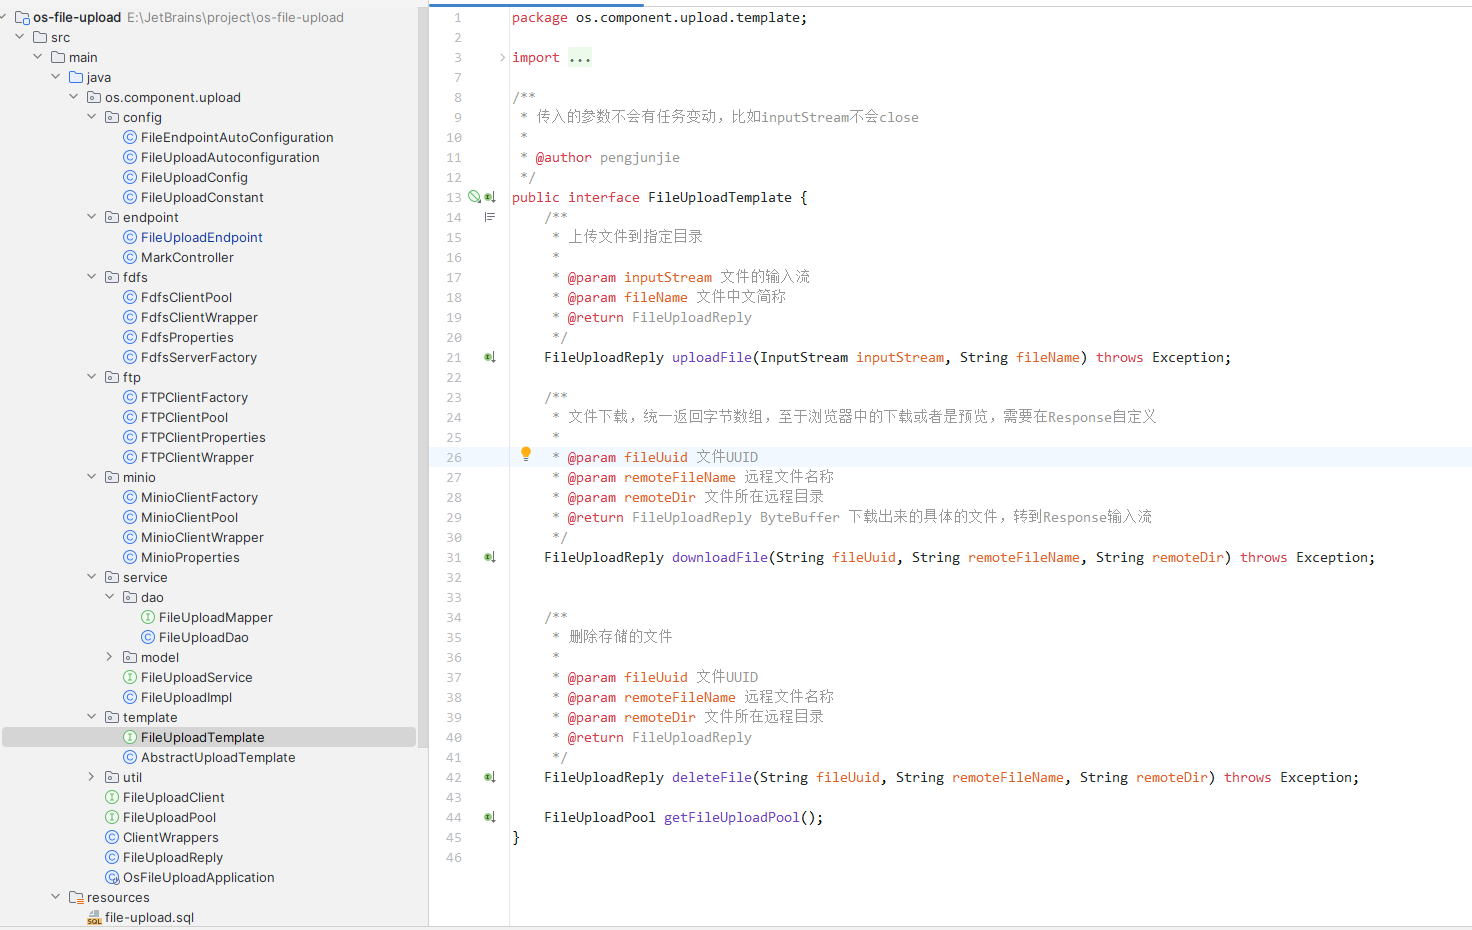 os-file-upload E:\JetBrains\project\os-file-upload
src
main
java
os.component.upload
config
FileEndpointAutoConfiguration
FileUploadAutoconfiguration
FileUploadConfig
FileUploadConstant
endpoint
FileUploadEndpoint
MarkController
fdfs
FdfsClientPool
FdfsClientWrapper
FdfsProperties
FdfsServerFactory
ftp
FTPClientFactory
FTPClientPool
FTPClientProperties
FTPClientWrapper
minio
MinioClientFactory
MinioClientPool
MinioClientWrapper
MinioProperties
service
dao
FileUploadMapper
FileUploadDao
model
FileUploadService
FileUploadImpl
template
FileUploadTemplate
AbstractUploadTemplate
util
FileUploadClient
FileUploadPool
ClientWrappers
FileUploadReply
OsFileUploadApplication
resources
file-upload.sql
1 package os.component.upload.template;
2
3 import ...
7
8 /**
9 * 传入的参数不会有任务变动，比如inputStream不会close
10 *
11 * @author pengjunjie
12 */
13 public interface FileUploadTemplate {
14 /**
15 * 上传文件到指定目录
16 *
17 * @param inputStream 文件的输入流
18 * @param fileName 文件中文简称
19 * @return FileUploadReply
20 */
21 FileUploadReply uploadFile(InputStream inputStream, String fileName) throws Exception;
22
23 /**
24 * 文件下载，统一返回字节数组，至于浏览器中的下载或者是预览，需要在Response自定义
25 *
26 * @param fileUuid 文件UUID
27 * @param remoteFileName 远程文件名称
28 * @param remoteDir 文件所在远程目录
29 * @return FileUploadReply ByteBuffer 下载出来的具体的文件，转到Response输入流
30 */
31 FileUploadReply downloadFile(String fileUuid, String remoteFileName, String remoteDir) throws Exception;
32
33
34 /**
35 * 删除存储的文件
36 *
37 * @param fileUuid 文件UUID
38 * @param remoteFileName 远程文件名称
39 * @param remoteDir 文件所在远程目录
40 * @return FileUploadReply
41 */
42 FileUploadReply deleteFile(String fileUuid, String remoteFileName, String remoteDir) throws Exception;
43
44 FileUploadPool getFileUploadPool();
45 }
46